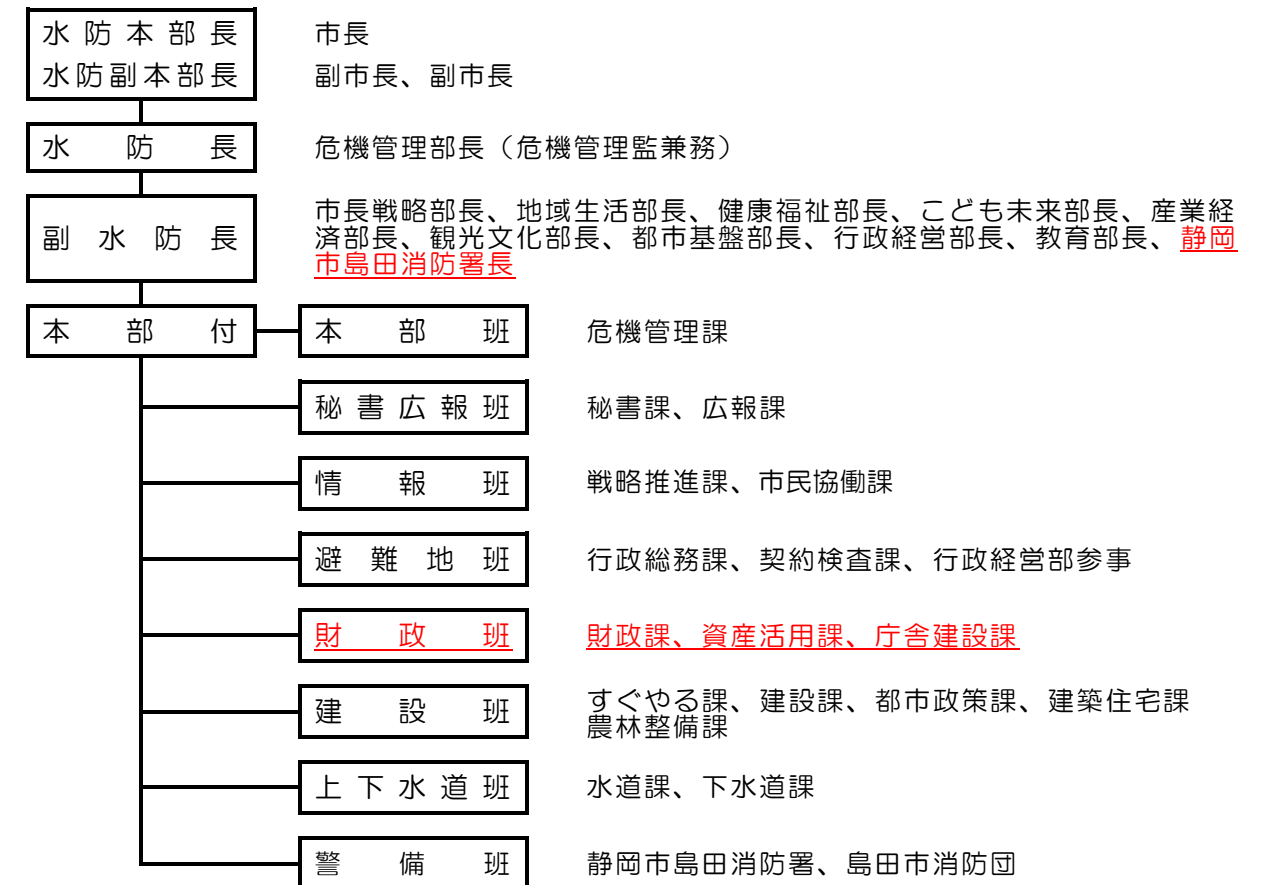 水防本部長 市長
水防副本部長 副市長、副市長
水防長 危機管理部長（危機管理監兼務）
副水防長 市長戦略部長、地域生活部長、健康福祉部長、こども未来部長、産業経
済部長、観光文化部長、都市基盤部長、行政経営部長、教育部長、静岡
市島田消防署長
本部付 本部班 危機管理課
秘書広報班 秘書課、広報課
情報班 戦略推進課、市民協働課
避難地班 行政総務課、契約検査課、行政経営部参事
財政班 財政課、資産活用課、庁舎建設課
建設班 すぐやる課、建設課、都市政策課、建築住宅課
農林整備課
上下水道班 水道課、下水道課
警備班 静岡市島田消防署、島田市消防団